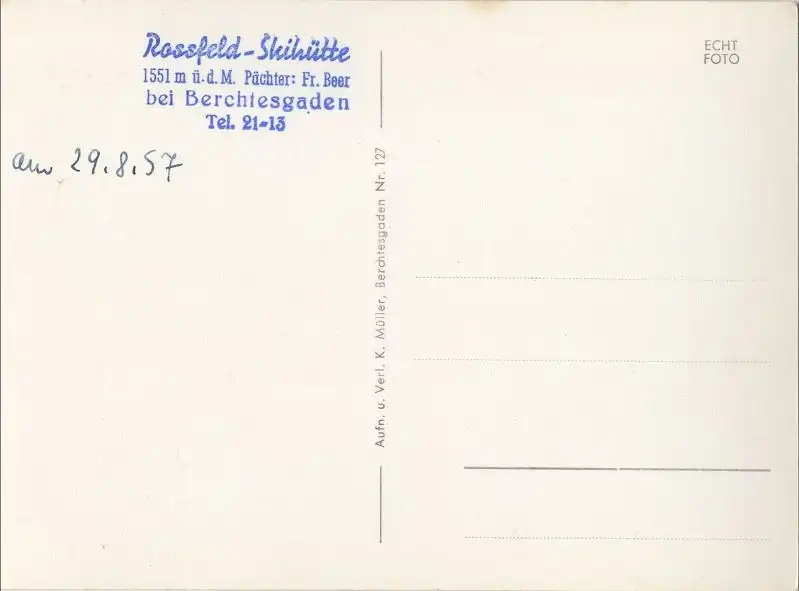 Rossfeld-Skihütte
1551 m ü.d.M. Pächter: Fr. Beer
bei Berchtesgaden
Tel. 21-13
am 29.8.57
Aufn. u. Verl. K. Müller, Berchtesgaden Nr. 127
ECHT
FOTO